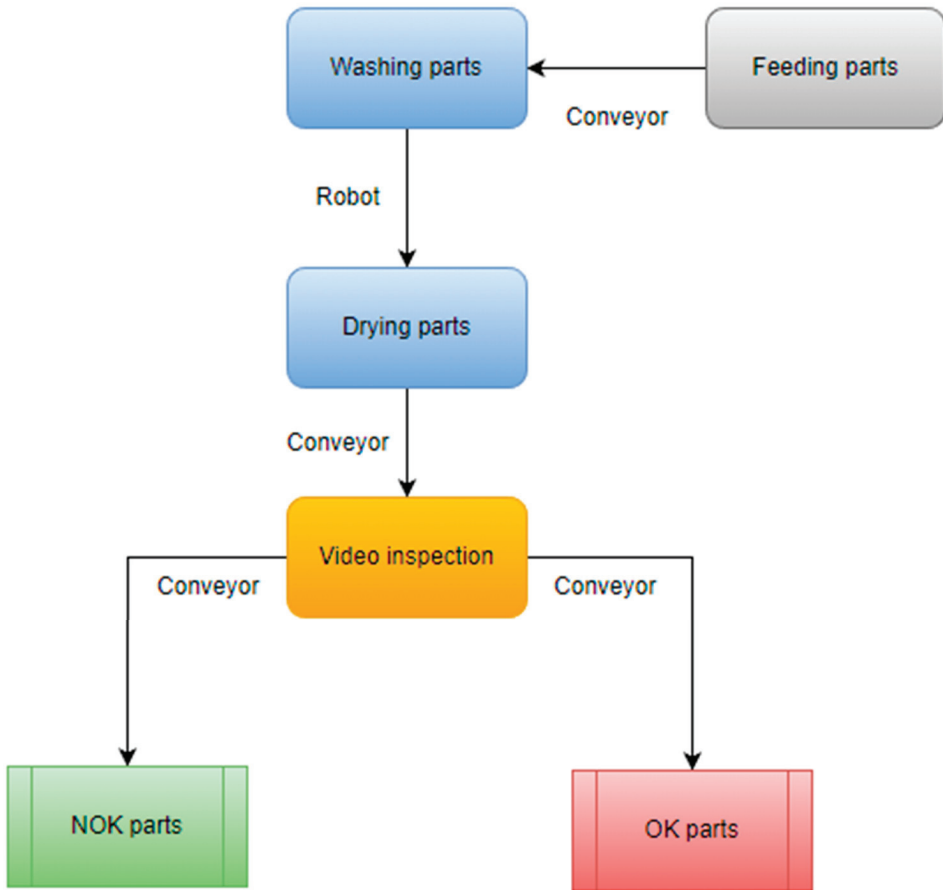 Washing parts
Feeding parts
Conveyor
Robot
Drying parts
Conveyor
Video inspection
Conveyor
Conveyor
NOK parts
OK parts